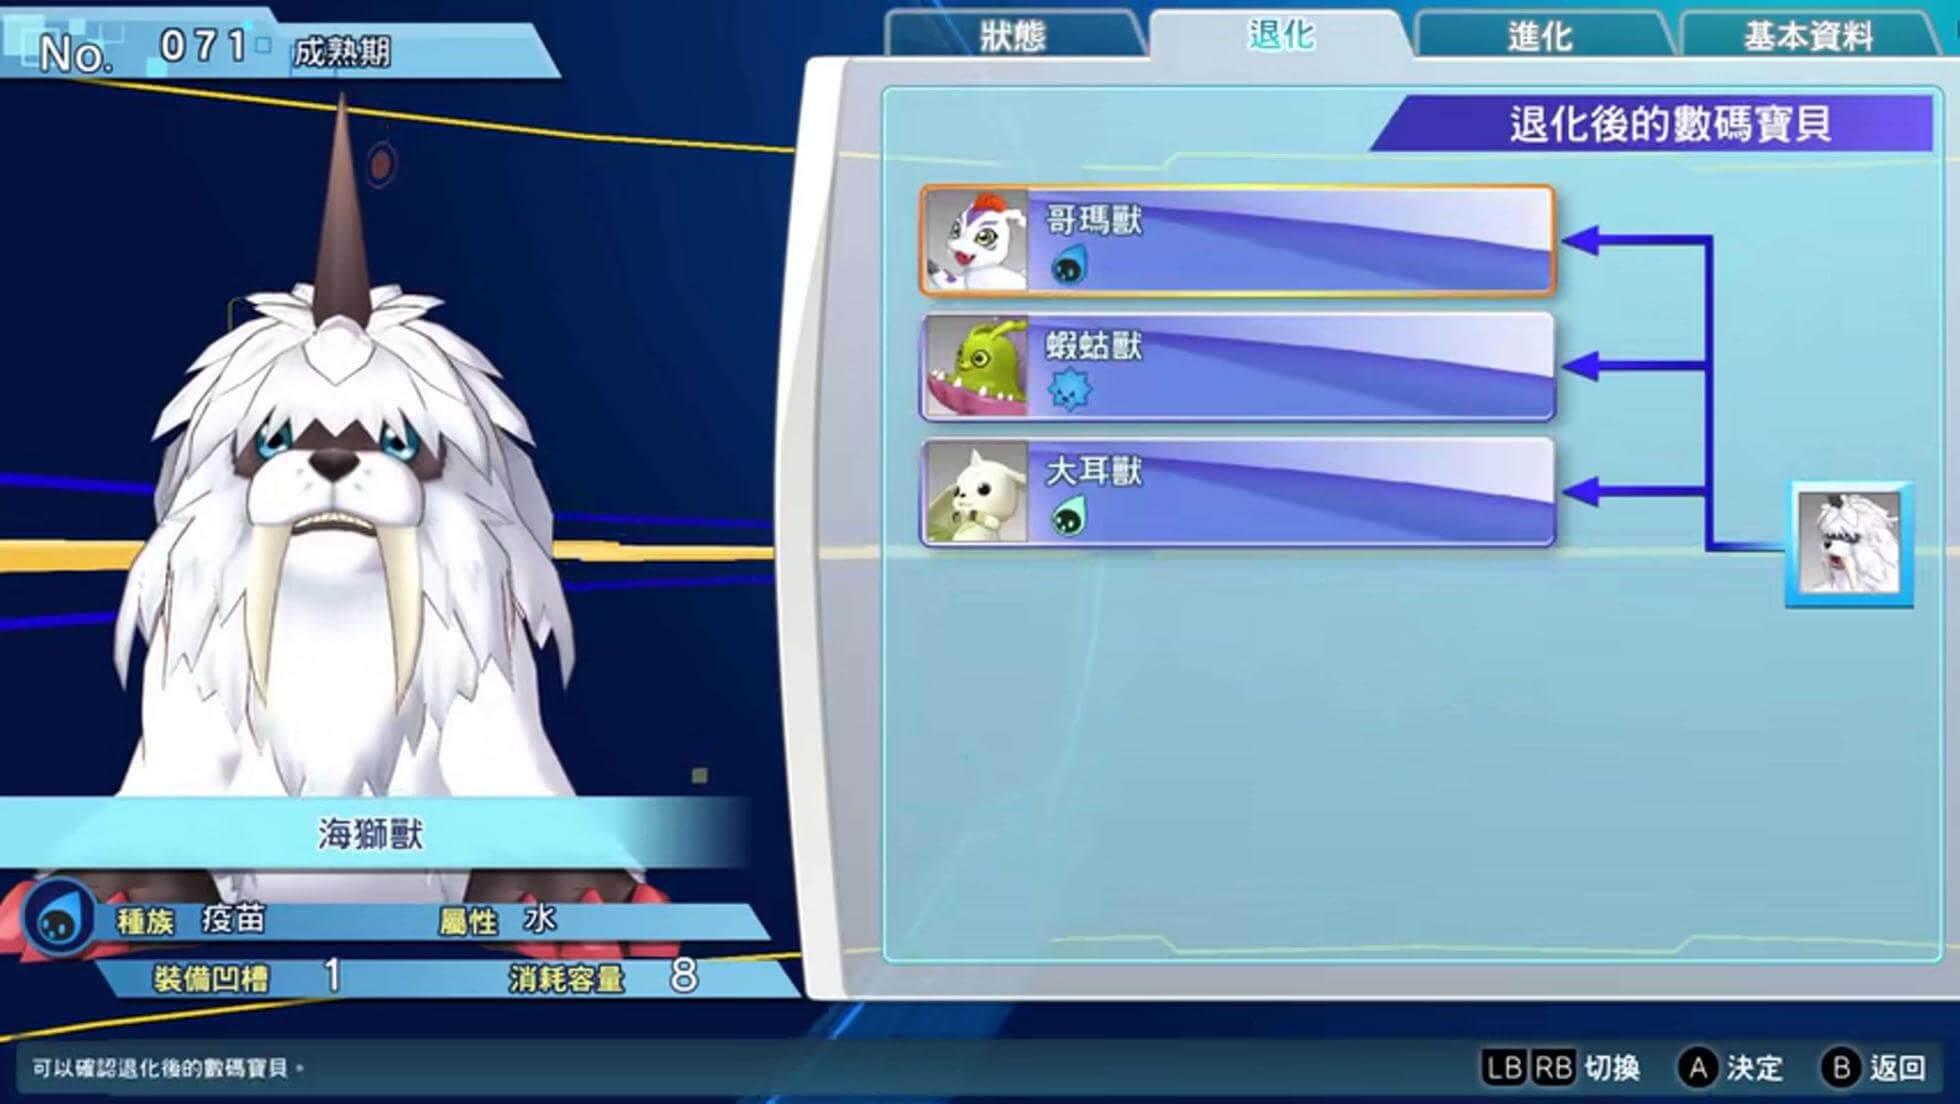 No. 071 成熟期
狀態 退化 進化 基本資料
退化後的數碼寶貝
哥瑪獸
蝦蛄獸
大耳獸
海獅獸
種族 疫苗 屬性 水
裝備凹槽 1 消耗容量 8
可以確認退化後的數碼寶貝。
LB RB 切換 A 決定 B 返回